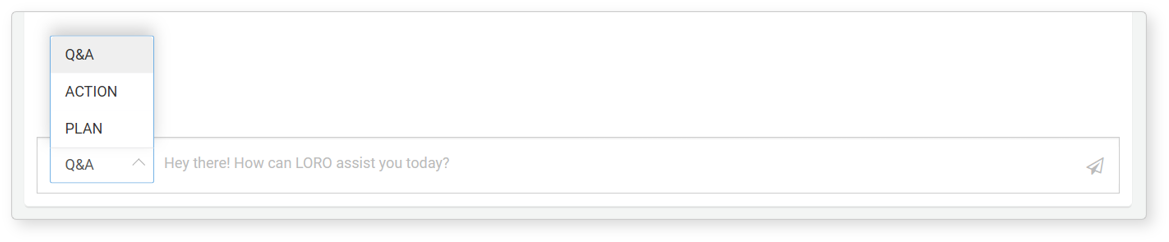 Q&A
ACTION
PLAN
Q&A Hey there! How can LORO assist you today?